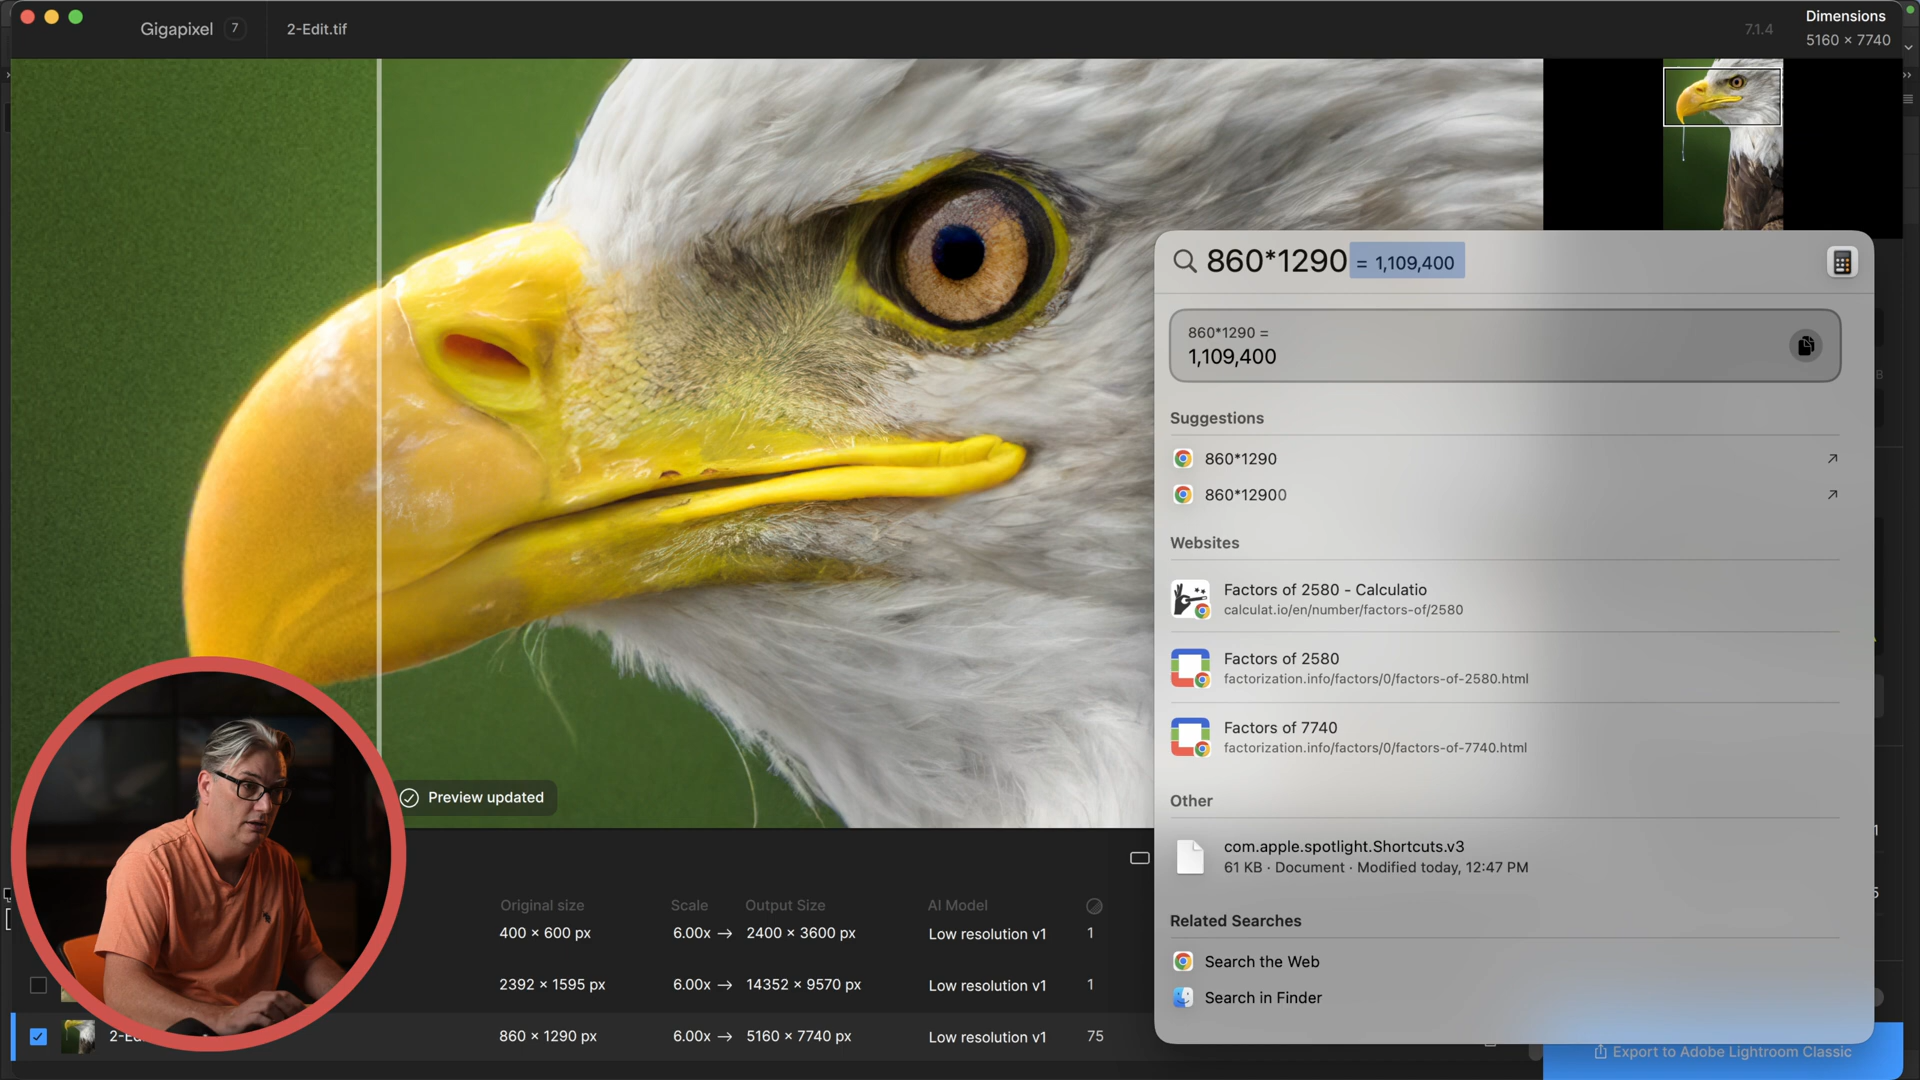 Gigapixel 7
2-Edit.tif
7.1.4
Dimensions
5160 × 7740
860*1290 = 1,109,400
860*1290 =
1,109,400
Suggestions
860*1290
860*12900
Websites
Factors of 2580 - Calculatio
calculat.io/en/number/factors-of/2580
Factors of 2580
factorization.info/factors/0/factors-of-2580.html
Factors of 7740
factorization.info/factors/0/factors-of-7740.html
Other
com.apple.spotlight.Shortcuts.v3
61 KB · Document · Modified today, 12:47 PM
Related Searches
Search the Web
Search in Finder
Preview updated
Original size Scale Output Size AI Model
400 × 600 px 6.00x → 2400 × 3600 px Low resolution v1 1
2392 × 1595 px 6.00x → 14352 × 9570 px Low resolution v1 1
860 × 1290 px 6.00x → 5160 × 7740 px Low resolution v1 75
Export to Adobe Lightroom Classic